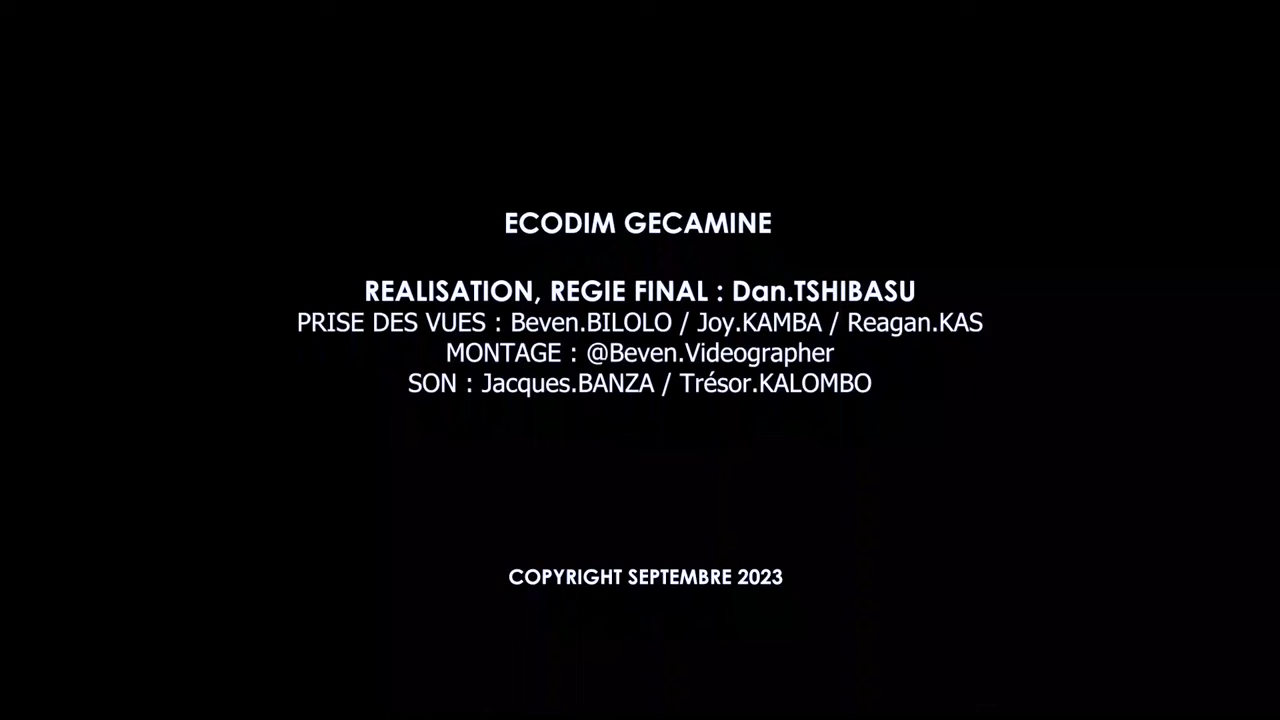 ECODIM GECAMINE
REALISATION, REGIE FINAL : Dan.TSHIBASU
PRISE DES VUES : Beven.BILOLO / Joy.KAMBA / Reagan.KAS
MONTAGE : @Beven.Videographer
SON : Jacques.BANZA / Trésor.KALOMBO
COPYRIGHT SEPTEMBRE 2023